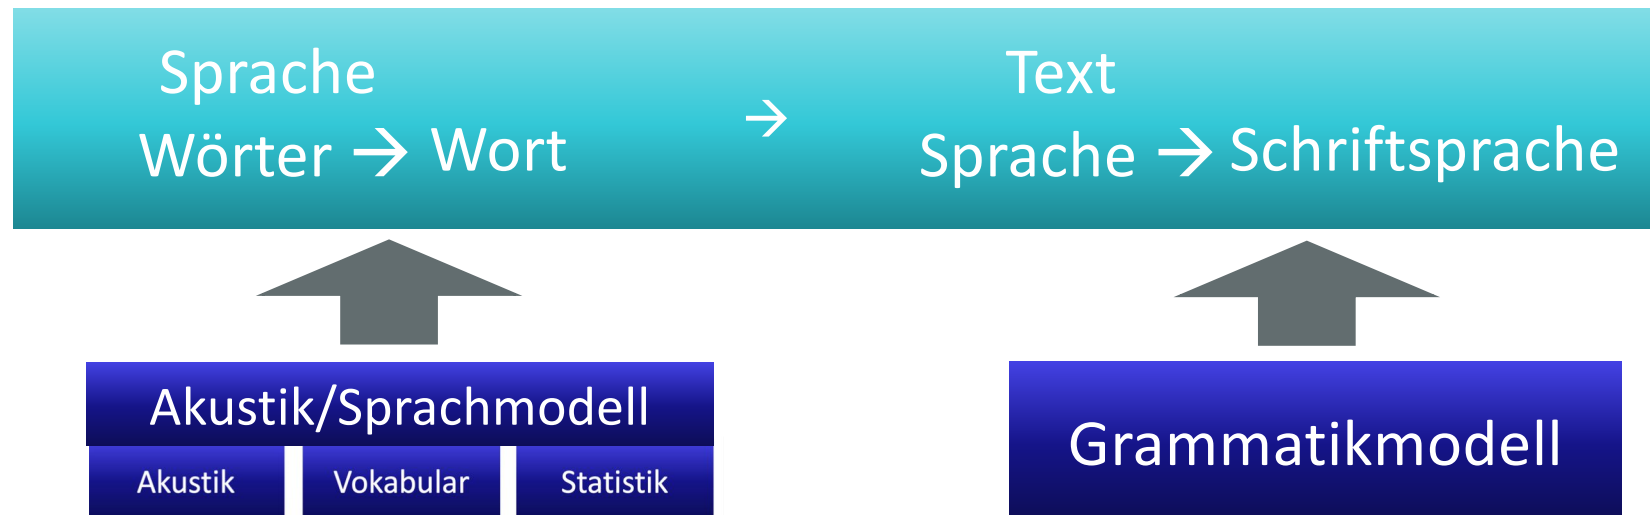 Sprache
Wörter → Wort
→
Text
Sprache → Schriftsprache
Akustik/Sprachmodell
Akustik
Vokabular
Statistik
Grammatikmodell